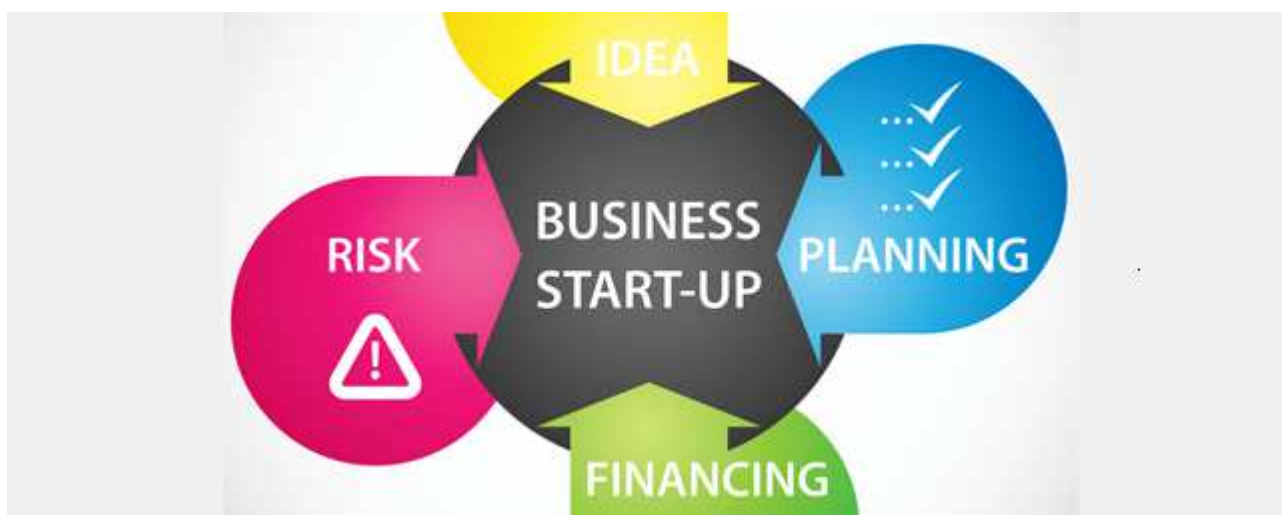 IDEA
BUSINESS
START-UP
RISK
PLANNING
FINANCING